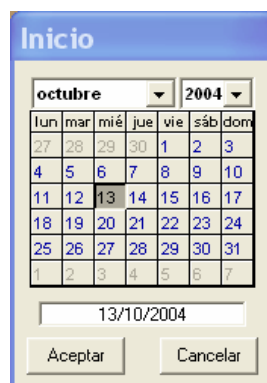 Inicio
octubre 2004
lun mar mié jue vie sáb dom
27 28 29 30 1 2 3
4 5 6 7 8 9 10
11 12 13 14 15 16 17
18 19 20 21 22 23 24
25 26 27 28 29 30 31
1 2 3 4 5 6 7
13/10/2004
Aceptar Cancelar